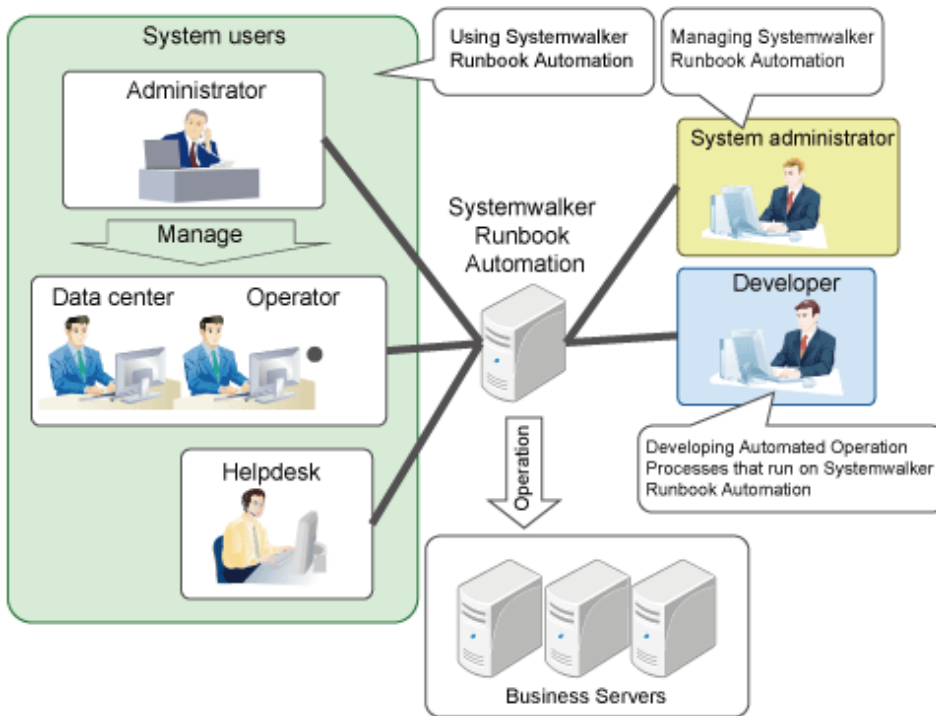 System users
Administrator
Manage
Data center
Operator
Helpdesk
Using Systemwalker
Runbook Automation
Managing Systemwalker
Runbook Automation
System administrator
Systemwalker
Runbook
Automation
Developer
Developing Automated Operation
Processes that run on Systemwalker
Runbook Automation
Operation
Business Servers